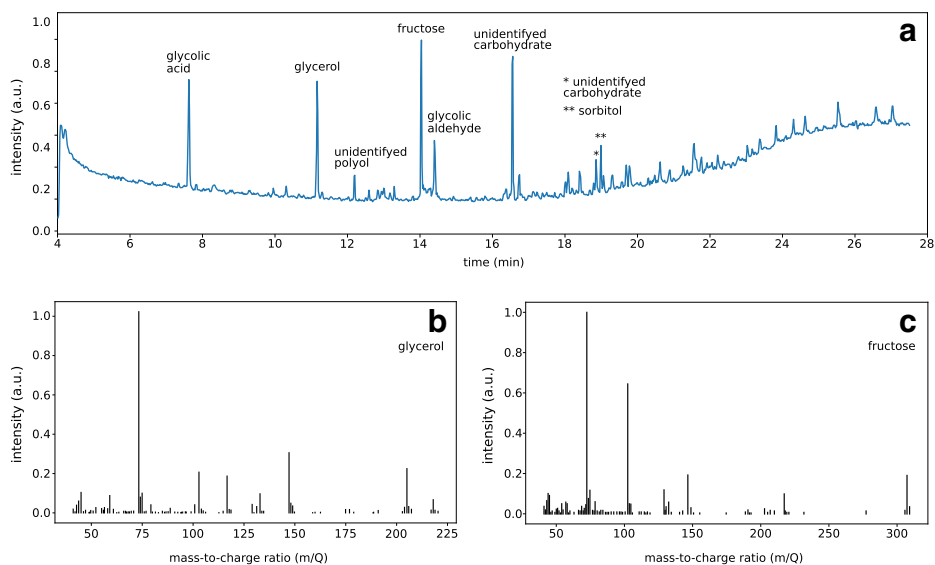 a
1.0
0.8
0.6
0.4
0.2
0.0
intensity (a.u.)
glycolic
acid
glycerol
unidentifyed
polyol
fructose
glycolic
aldehyde
unidentifyed
carbohydrate
* unidentifyed
carbohydrate
** sorbitol
**
*
4 6 8 10 12 14 16 18 20 22 24 26 28
time (min)
b
glycerol
1.0
0.8
0.6
0.4
0.2
0.0
intensity (a.u.)
50 75 100 125 150 175 200 225
mass-to-charge ratio (m/Q)
c
fructose
1.0
0.8
0.6
0.4
0.2
0.0
intensity (a.u.)
50 100 150 200 250 300
mass-to-charge ratio (m/Q)